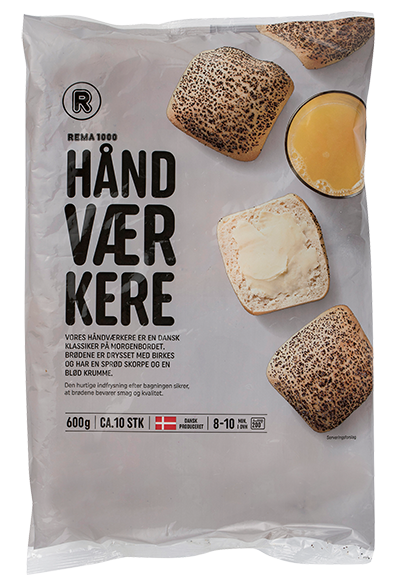 R
REMA 1000
HÅND
VÆR
KERE
VORES HÅNDVÆRKERE ER EN DANSK
KLASSIKER PÅ MORGENBORDET.
BRØDENE ER DRYSSET MED BIRKES
OG HAR EN SPRØD SKORPE OG EN
BLØD KRUMME.
Den hurtige indfrysning efter bagningen sikrer,
at brødene bevarer smag og kvalitet.
600g CA.10 STK DANSK PRODUCERET 8-10 MIN. I OVN 200°
Serveringsforslag